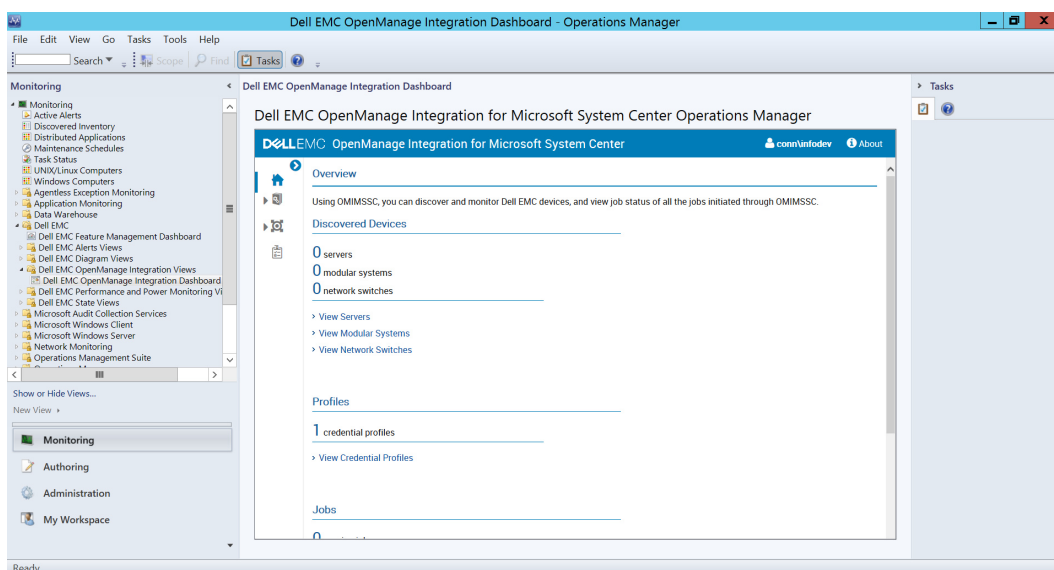 Dell EMC OpenManage Integration Dashboard - Operations Manager
File Edit View Go Tasks Tools Help
Search Scope Find Tasks
Monitoring
Monitoring
Active Alerts
Discovered Inventory
Distributed Applications
Maintenance Schedules
Task Status
UNIX/Linux Computers
Windows Computers
Agentless Exception Monitoring
Application Monitoring
Data Warehouse
Dell EMC
Dell EMC Feature Management Dashboard
Dell EMC Alerts Views
Dell EMC Diagram Views
Dell EMC OpenManage Integration Views
Dell EMC OpenManage Integration Dashboard
Dell EMC Performance and Power Monitoring Vi
Dell EMC State Views
Microsoft Audit Collection Services
Microsoft Windows Client
Microsoft Windows Server
Network Monitoring
Operations Management Suite
Show or Hide Views...
New View
Monitoring
Authoring
Administration
My Workspace
Dell EMC OpenManage Integration Dashboard
Dell EMC OpenManage Integration for Microsoft System Center Operations Manager
DELLEMC OpenManage Integration for Microsoft System Center
conn\infodev
About
Overview
Using OMIMSSC, you can discover and monitor Dell EMC devices, and view job status of all the jobs initiated through OMIMSSC.
Discovered Devices
0 servers
0 modular systems
0 network switches
View Servers
View Modular Systems
View Network Switches
Profiles
1 credential profiles
View Credential Profiles
Jobs
Tasks
Ready